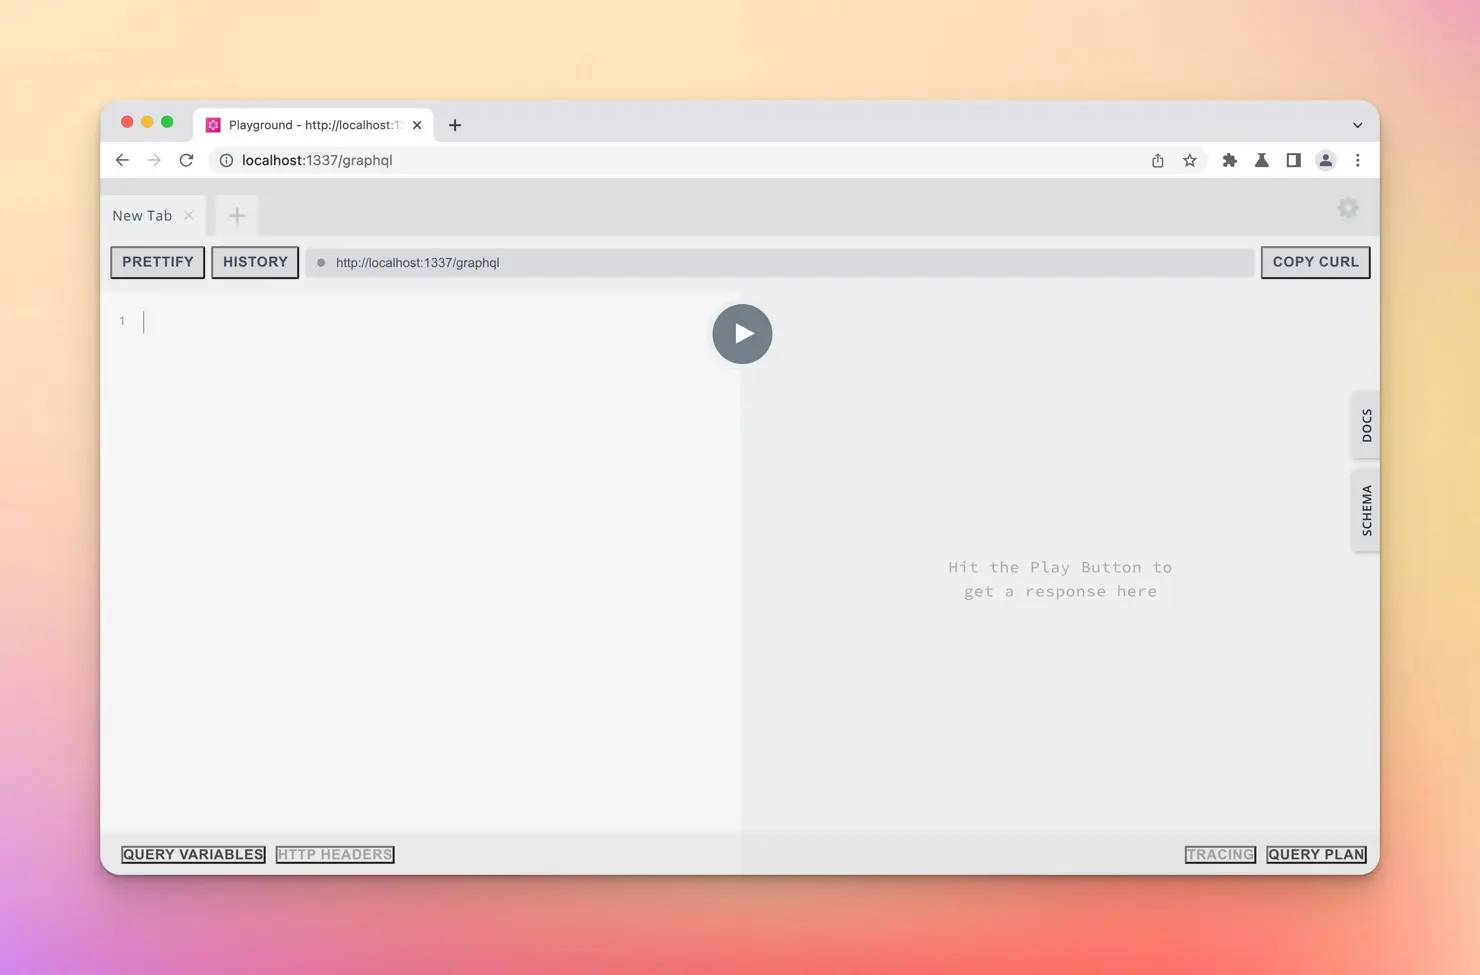 Playground - http://localhost:1
localhost:1337/graphql
New Tab
PRETTIFY
HISTORY
http://localhost:1337/graphql
COPY CURL
1
DOCS
SCHEMA
Hit the Play Button to
get a response here
QUERY VARIABLES
HTTP HEADERS
TRACING
QUERY PLAN